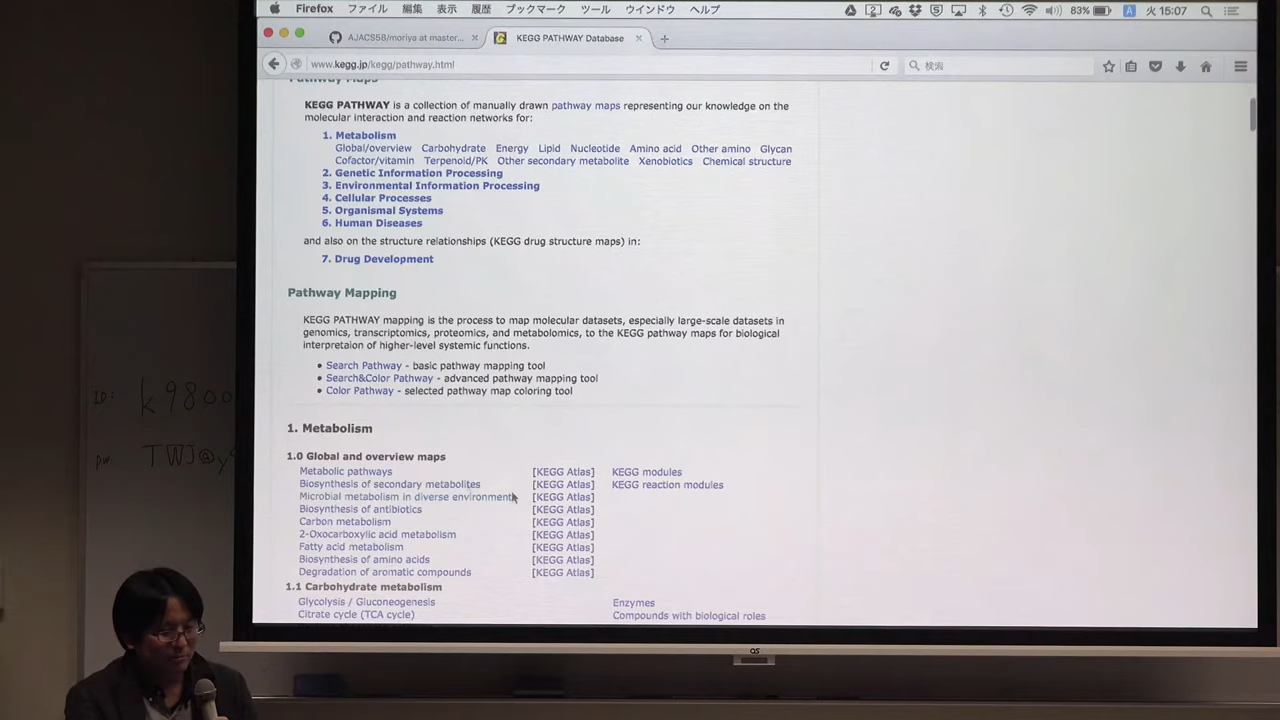 Firefox ファイル 編集 表示 履歴 ブックマーク ツール ウインドウ ヘルプ 83% A 火 15:07
AJACS58/moriya at master... KEGG PATHWAY Database
www.kegg.jp/kegg/pathway.html 検索
Pathway Maps
KEGG PATHWAY is a collection of manually drawn pathway maps representing our knowledge on the
molecular interaction and reaction networks for:
1. Metabolism
Global/overview Carbohydrate Energy Lipid Nucleotide Amino acid Other amino Glycan
Cofactor/vitamin Terpenoid/PK Other secondary metabolite Xenobiotics Chemical structure
2. Genetic Information Processing
3. Environmental Information Processing
4. Cellular Processes
5. Organismal Systems
6. Human Diseases
and also on the structure relationships (KEGG drug structure maps) in:
7. Drug Development
Pathway Mapping
KEGG PATHWAY mapping is the process to map molecular datasets, especially large-scale datasets in
genomics, transcriptomics, proteomics, and metabolomics, to the KEGG pathway maps for biological
interpretaion of higher-level systemic functions.
• Search Pathway - basic pathway mapping tool
• Search&Color Pathway - advanced pathway mapping tool
• Color Pathway - selected pathway map coloring tool
ID: k9800
pw: TWJ@y
1. Metabolism
1.0 Global and overview maps
Metabolic pathways [KEGG Atlas] KEGG modules
Biosynthesis of secondary metabolites [KEGG Atlas] KEGG reaction modules
Microbial metabolism in diverse environments [KEGG Atlas]
Biosynthesis of antibiotics [KEGG Atlas]
Carbon metabolism [KEGG Atlas]
2-Oxocarboxylic acid metabolism [KEGG Atlas]
Fatty acid metabolism [KEGG Atlas]
Biosynthesis of amino acids [KEGG Atlas]
Degradation of aromatic compounds [KEGG Atlas]
1.1 Carbohydrate metabolism
Glycolysis / Gluconeogenesis Enzymes
Citrate cycle (TCA cycle) Compounds with biological roles
OS